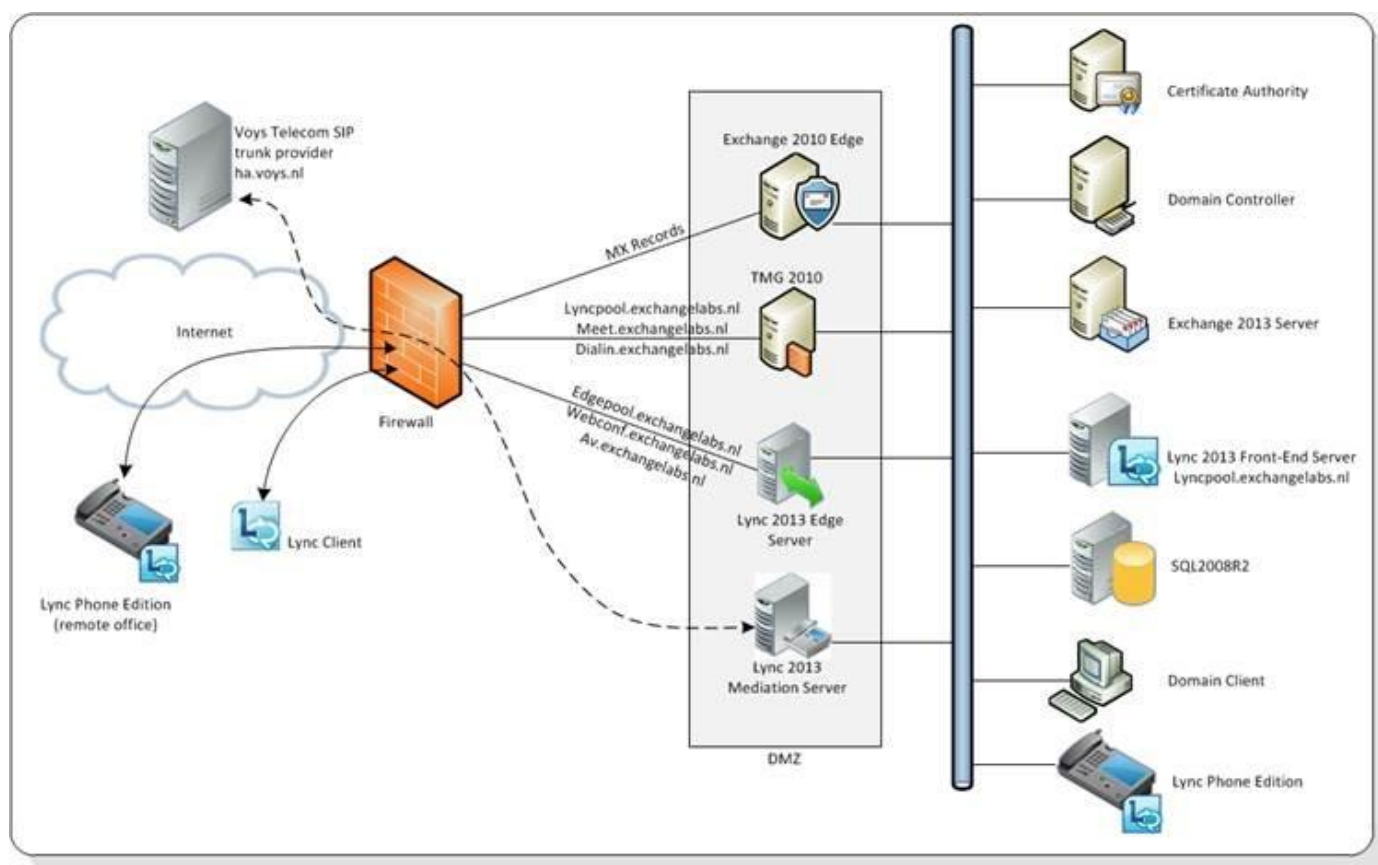 Voys Telecom SIP
trunk provider
ha.voys.nl
Internet
Firewall
Lync Phone Edition
(remote office)
Lync Client
MX Records
Lyncpool.exchangelabs.nl
Meet.exchangelabs.nl
Dialin.exchangelabs.nl
Edgepool.exchangelabs.nl
Webconf.exchangelabs.nl
Av.exchangelabs.nl
Exchange 2010 Edge
TMG 2010
Lync 2013 Edge
Server
Lync 2013
Mediation Server
DMZ
Certificate Authority
Domain Controller
Exchange 2013 Server
Lync 2013 Front-End Server
Lyncpool.exchangelabs.nl
SQL2008R2
Domain Client
Lync Phone Edition